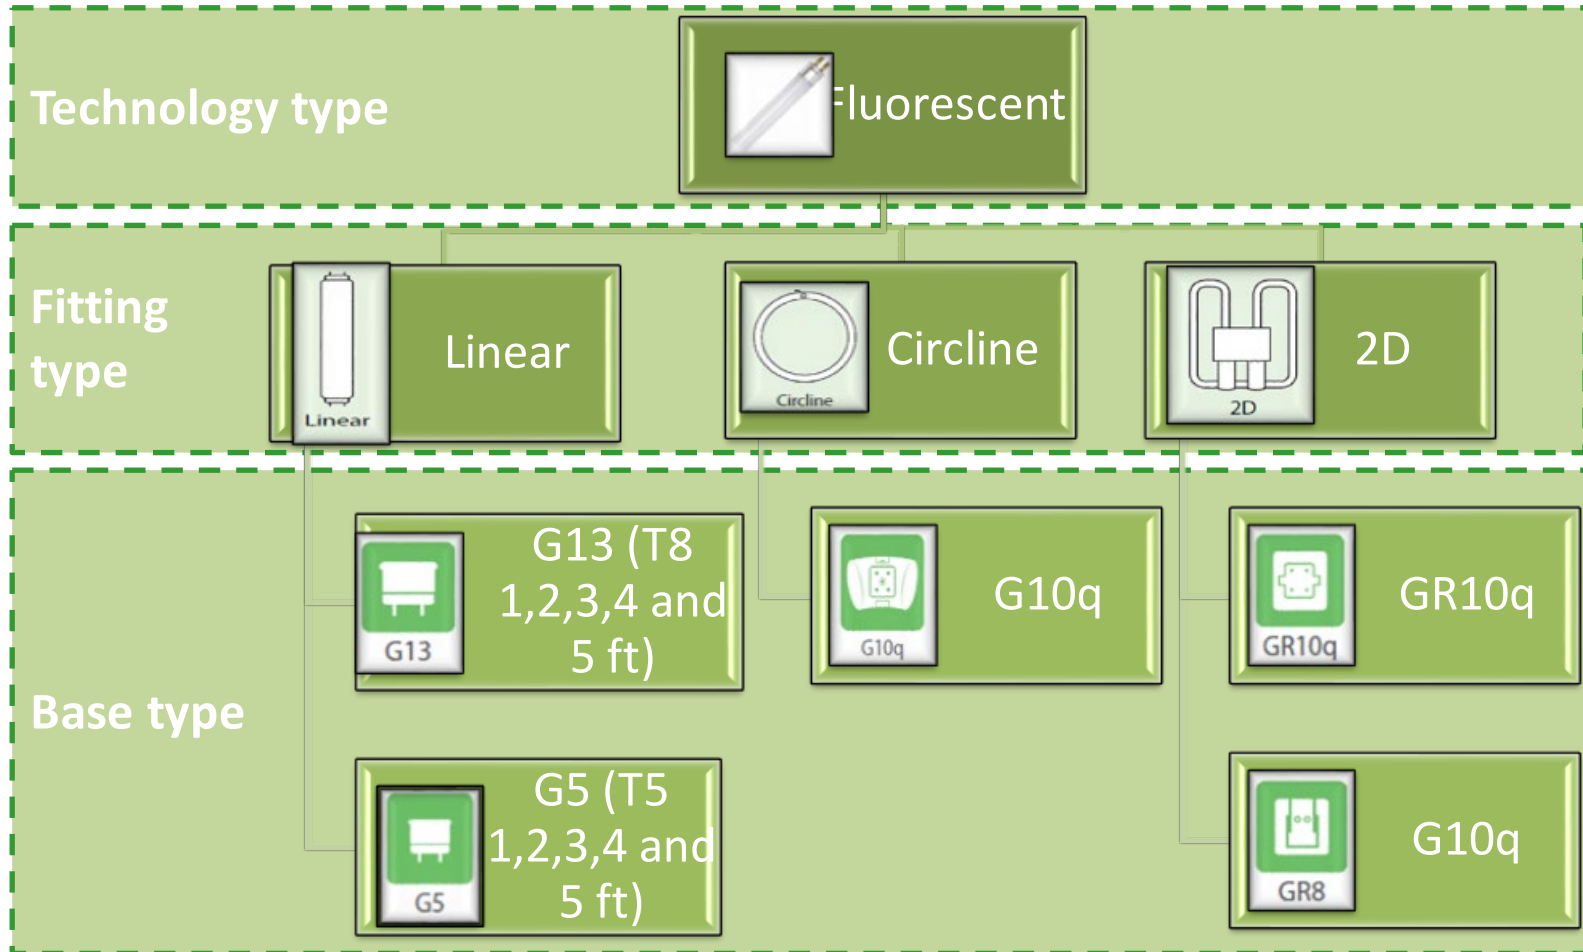 Technology type
Fluorescent
Fitting
type
Linear
Linear
Circline
Circline
2D
2D
Base type
G13
G13 (T8
1,2,3,4 and
5 ft)
G10q
G10q
GR10q
GR10q
G5
G5 (T5
1,2,3,4 and
5 ft)
GR8
G10q